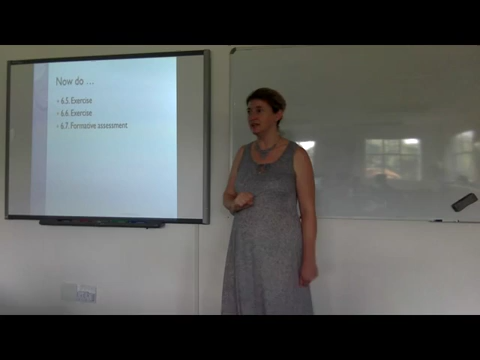 Now do ...
6.5. Exercise
6.6. Exercise
6.7. Formative assessment